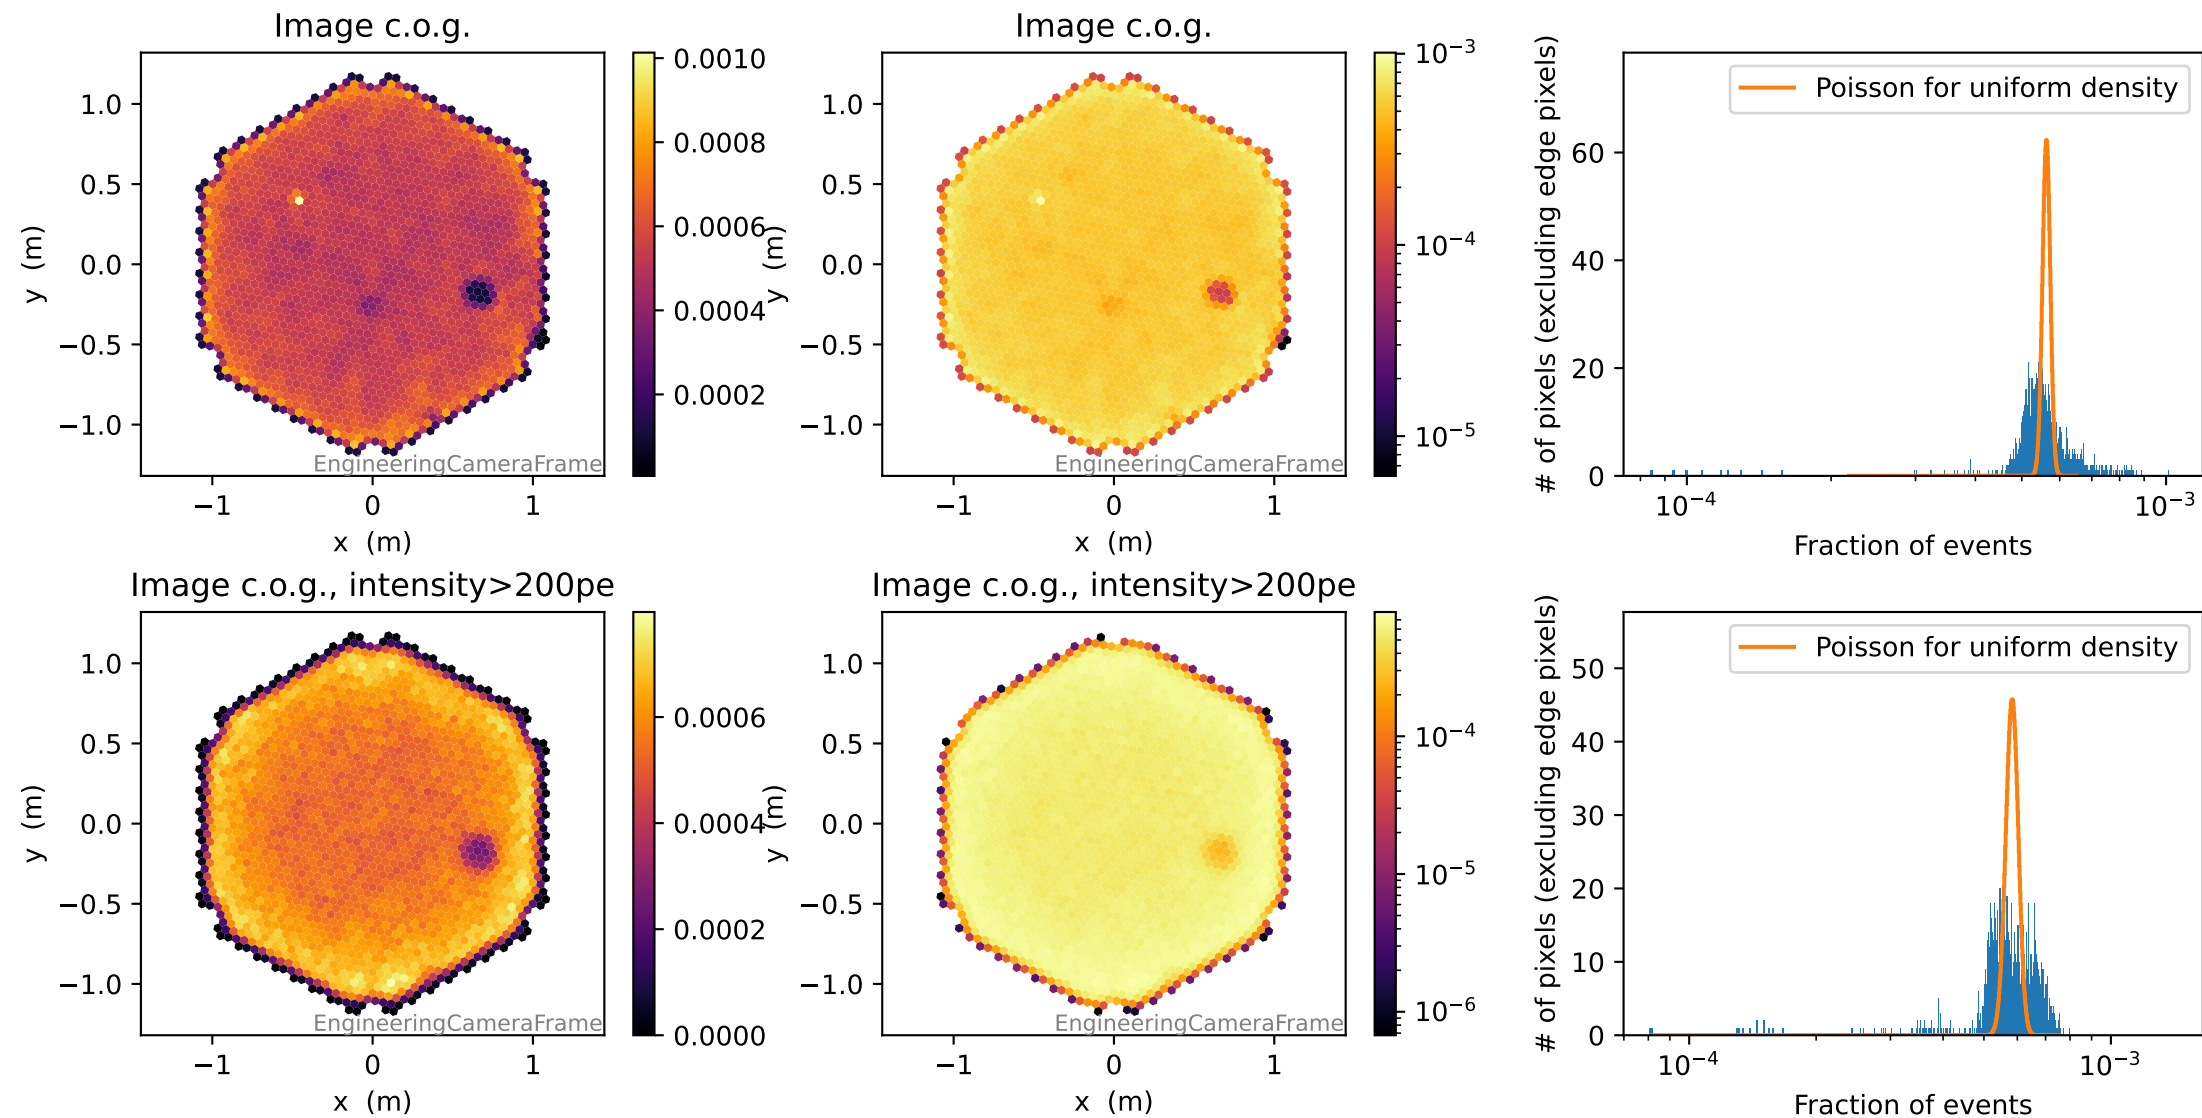 Image c.o.g.
1.0
0.5
0.0
−0.5
−1.0
y (m)
−1
0
1
x (m)
EngineeringCameraFrame
0.0010
0.0008
0.0006
0.0004
0.0002
Image c.o.g.
1.0
0.5
0.0
−0.5
−1.0
y (m)
−1
0
1
x (m)
EngineeringCameraFrame
10⁻³
10⁻⁴
10⁻⁵
Poisson for uniform density
# of pixels (excluding edge pixels)
60
40
20
0
10⁻⁴
10⁻³
Fraction of events
Image c.o.g., intensity>200pe
1.0
0.5
0.0
−0.5
−1.0
y (m)
−1
0
1
x (m)
EngineeringCameraFrame
0.0006
0.0004
0.0002
0.0000
Image c.o.g., intensity>200pe
1.0
0.5
0.0
−0.5
−1.0
y (m)
−1
0
1
x (m)
EngineeringCameraFrame
10⁻⁴
10⁻⁵
10⁻⁶
Poisson for uniform density
# of pixels (excluding edge pixels)
50
40
30
20
10
0
10⁻⁴
10⁻³
Fraction of events